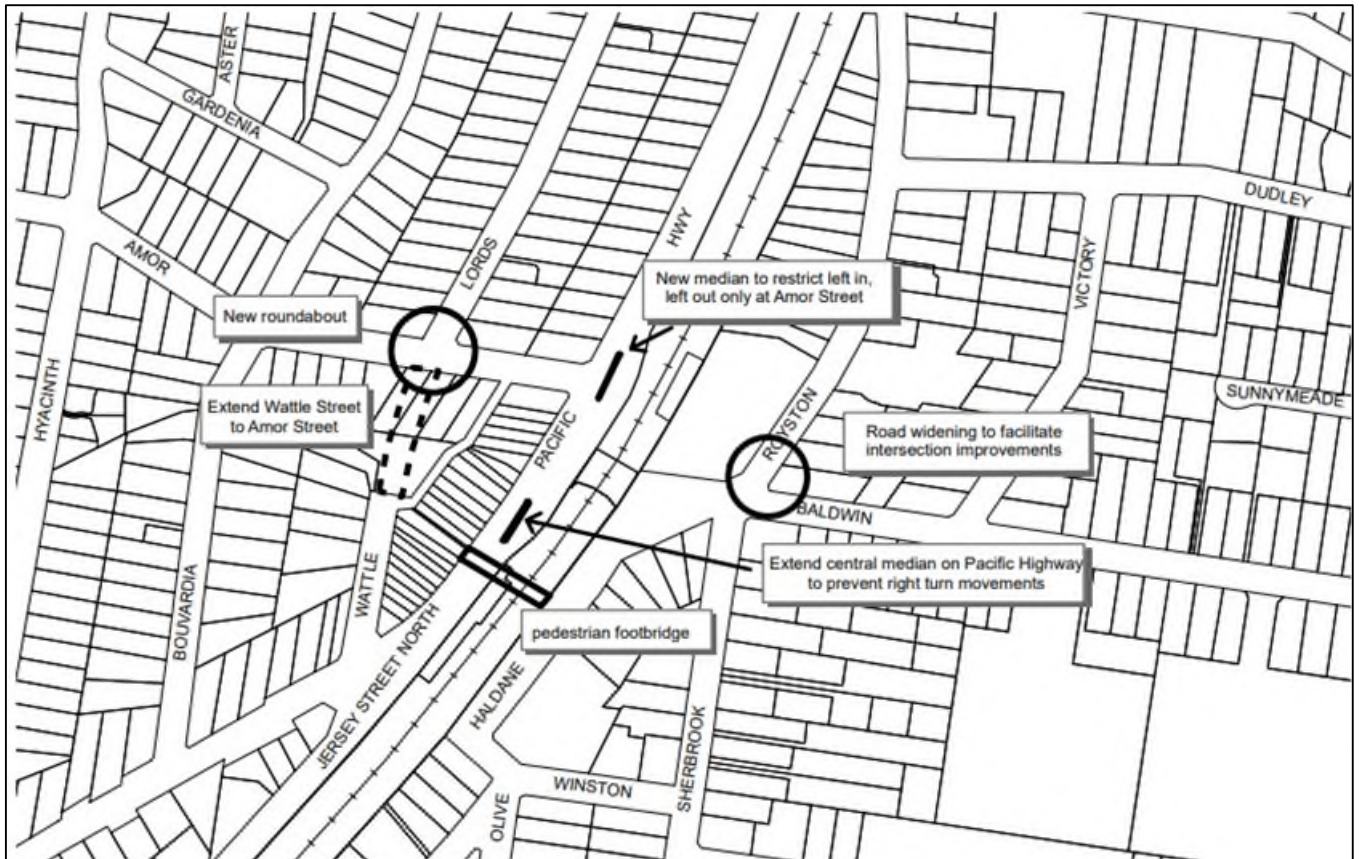 ASTER
GARDENIA
HWY
DUDLEY
LORDS
AMOR
VICTORY
New median to restrict left in,
left out only at Amor Street
New roundabout
HYACINTH
SUNNYMEADE
Extend Wattle Street
to Amor Street
PACIFIC
ROYSTON
Road widening to facilitate
intersection improvements
BALDWIN
WATTLE
Extend central median on Pacific Highway
to prevent right turn movements
BOUVARDIA
pedestrian footbridge
JERSEY STREET NORTH
HALDANE
SHERBROOK
WINSTON
OLIVE